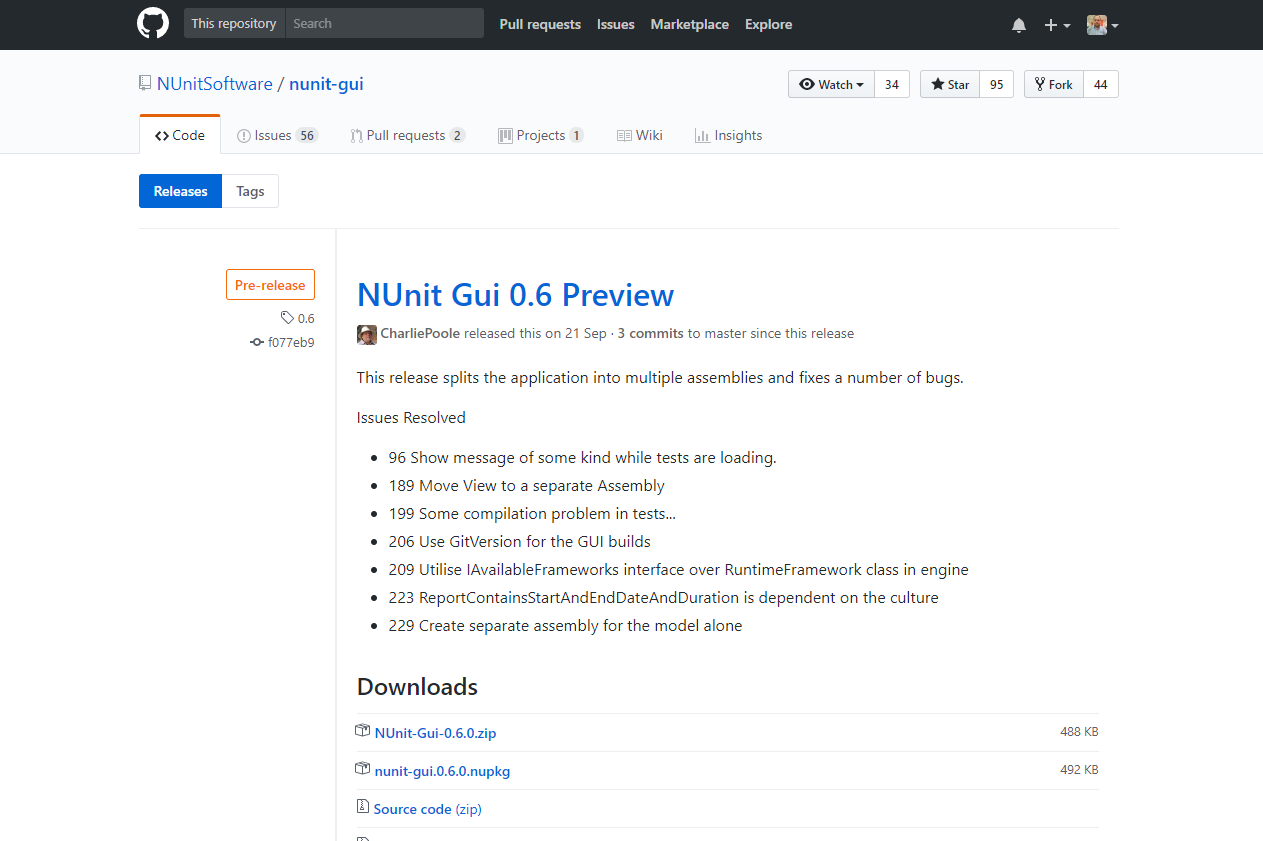 This repository Search Pull requests Issues Marketplace Explore
NUnitSoftware / nunit-gui Watch 34 Star 95 Fork 44
Code Issues 56 Pull requests 2 Projects 1 Wiki Insights
Releases Tags
Pre-release
0.6
f077eb9
NUnit Gui 0.6 Preview
CharliePoole released this on 21 Sep · 3 commits to master since this release
This release splits the application into multiple assemblies and fixes a number of bugs.
Issues Resolved
• 96 Show message of some kind while tests are loading.
• 189 Move View to a separate Assembly
• 199 Some compilation problem in tests...
• 206 Use GitVersion for the GUI builds
• 209 Utilise IAvailableFrameworks interface over RuntimeFramework class in engine
• 223 ReportContainsStartAndEndDateAndDuration is dependent on the culture
• 229 Create separate assembly for the model alone
Downloads
NUnit-Gui-0.6.0.zip 488 KB
nunit-gui.0.6.0.nupkg 492 KB
Source code (zip)